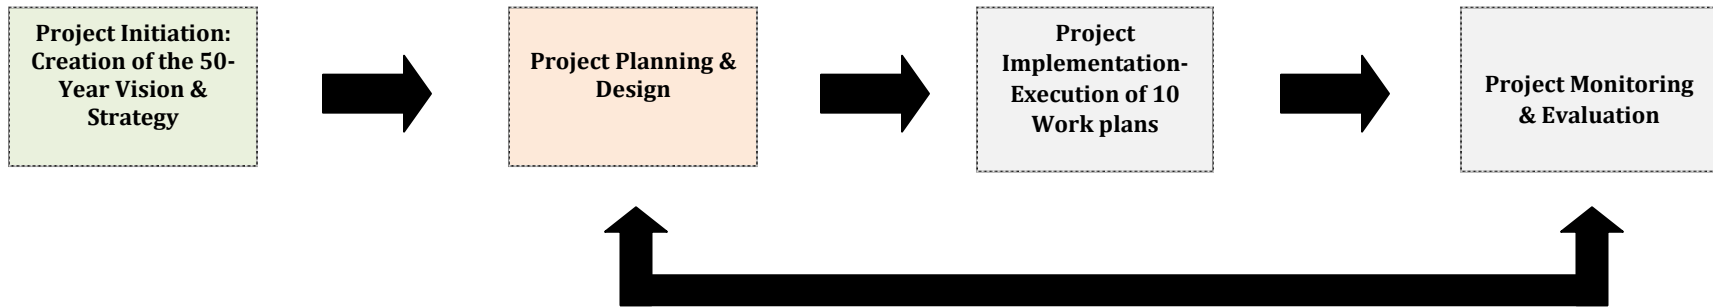 Project Initiation:
Creation of the 50-
Year Vision &
Strategy
Project Planning &
Design
Project
Implementation-
Execution of 10
Work plans
Project Monitoring
& Evaluation